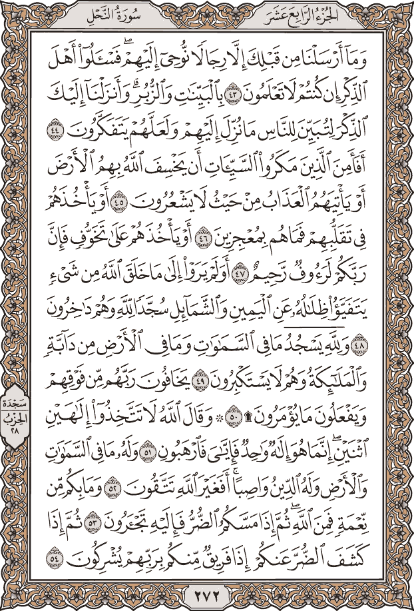 الجزء الرابع عشر
سورة النحل
وَمَآ أَرۡسَلۡنَا مِن قَبۡلِكَ إِلَّا رِجَالٗا نُّوحِيٓ إِلَيۡهِمۡۖ فَسۡـَٔلُوٓاْ أَهۡلَ
ٱلذِّكۡرِ إِن كُنتُمۡ لَا تَعۡلَمُونَ ٤٣ بِٱلۡبَيِّنَٰتِ وَٱلزُّبُرِۗ وَأَنزَلۡنَآ إِلَيۡكَ
ٱلذِّكۡرَ لِتُبَيِّنَ لِلنَّاسِ مَا نُزِّلَ إِلَيۡهِمۡ وَلَعَلَّهُمۡ يَتَفَكَّرُونَ ٤٤
أَفَأَمِنَ ٱلَّذِينَ مَكَرُواْ ٱلسَّيِّـَٔاتِ أَن يَخۡسِفَ ٱللَّهُ بِهِمُ ٱلۡأَرۡضَ
أَوۡ يَأۡتِيَهُمُ ٱلۡعَذَابُ مِنۡ حَيۡثُ لَا يَشۡعُرُونَ ٤٥ أَوۡ يَأۡخُذَهُمۡ
فِي تَقَلُّبِهِمۡ فَمَا هُم بِمُعۡجِزِينَ ٤٦ أَوۡ يَأۡخُذَهُمۡ عَلَىٰ تَخَوُّفٖ فَإِنَّ
رَبَّكُمۡ لَرَءُوفٞ رَّحِيمٌ ٤٧ أَوَلَمۡ يَرَوۡاْ إِلَىٰ مَا خَلَقَ ٱللَّهُ مِن شَيۡءٖ
يَتَفَيَّؤُاْ ظِلَٰلُهُۥ عَنِ ٱلۡيَمِينِ وَٱلشَّمَآئِلِ سُجَّدٗا لِّلَّهِ وَهُمۡ دَٰخِرُونَ
٤٨ وَلِلَّهِۤ يَسۡجُدُۤ مَا فِي ٱلسَّمَٰوَٰتِ وَمَا فِي ٱلۡأَرۡضِ مِن دَآبَّةٖ
وَٱلۡمَلَٰٓئِكَةُ وَهُمۡ لَا يَسۡتَكۡبِرُونَ ٤٩ يَخَافُونَ رَبَّهُم مِّن فَوۡقِهِمۡ
وَيَفۡعَلُونَ مَا يُؤۡمَرُونَ ۩ ٥٠ ۞ وَقَالَ ٱللَّهُ لَا تَتَّخِذُوٓاْ إِلَٰهَيۡنِ
ٱثۡنَيۡنِۖ إِنَّمَا هُوَ إِلَٰهٞ وَٰحِدٞ فَإِيَّٰيَ فَٱرۡهَبُونِ ٥١ وَلَهُۥ مَا فِي ٱلسَّمَٰوَٰتِ
وَٱلۡأَرۡضِ وَلَهُ ٱلدِّينُ وَاصِبًاۚ أَفَغَيۡرَ ٱللَّهِ تَتَّقُونَ ٥٢ وَمَا بِكُم مِّن
نِّعۡمَةٖ فَمِنَ ٱللَّهِۖ ثُمَّ إِذَا مَسَّكُمُ ٱلضُّرُّ فَإِلَيۡهِ تَجۡـَٔرُونَ ٥٣ ثُمَّ إِذَا
كَشَفَ ٱلضُّرَّ عَنكُمۡ إِذَا فَرِيقٞ مِّنكُم بِرَبِّهِمۡ يُشۡرِكُونَ ٥٤
سجدة
الحزب
٢٨
٢٧٢